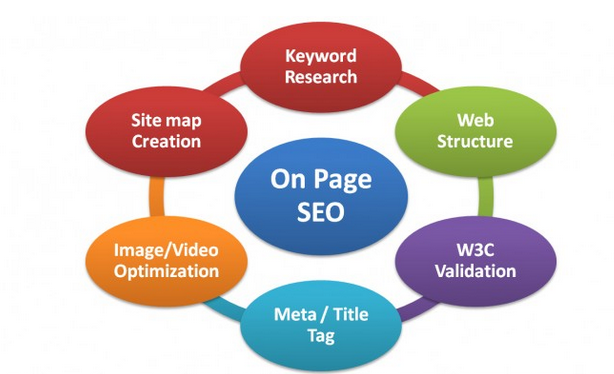 Keyword
Research
Site map
Creation
Web
Structure
On Page
SEO
Image/Video
Optimization
W3C
Validation
Meta / Title
Tag